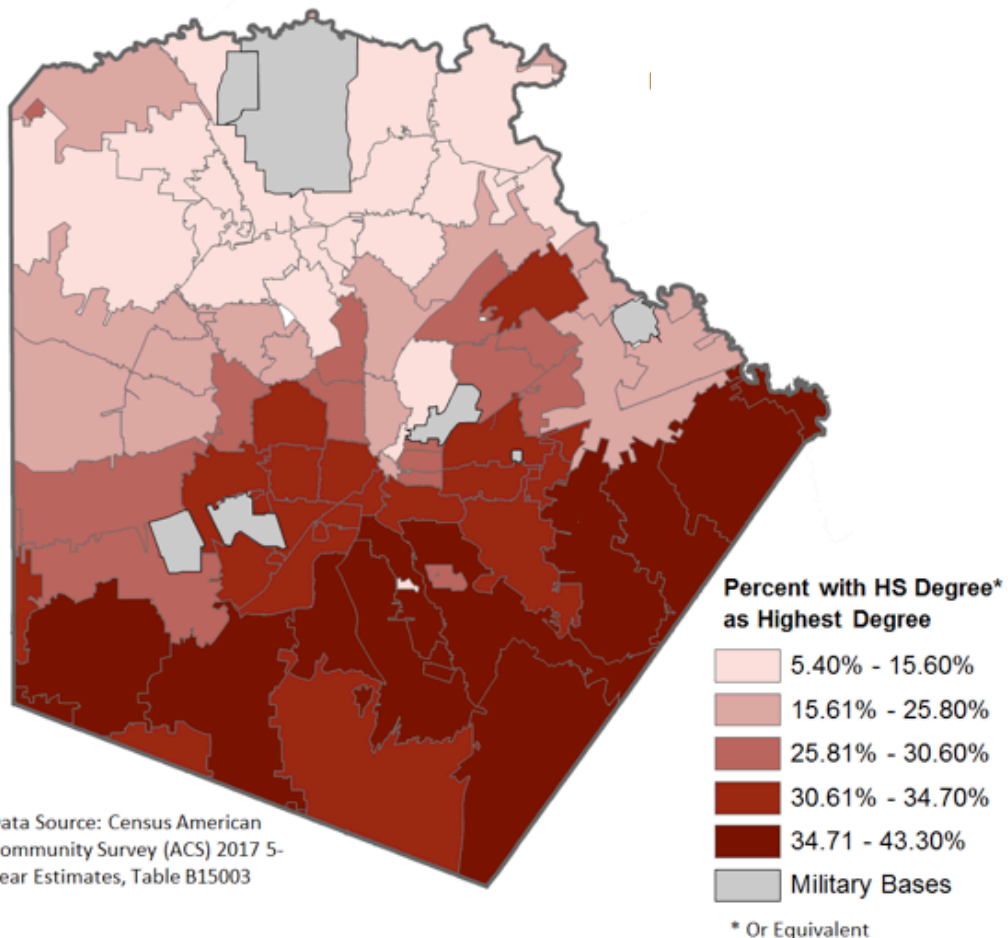 Percent with HS Degree*
as Highest Degree
5.40% - 15.60%
15.61% - 25.80%
25.81% - 30.60%
30.61% - 34.70%
34.71 - 43.30%
Military Bases
* Or Equivalent
ata Source: Census American
ommunity Survey (ACS) 2017 5-
ear Estimates, Table B15003